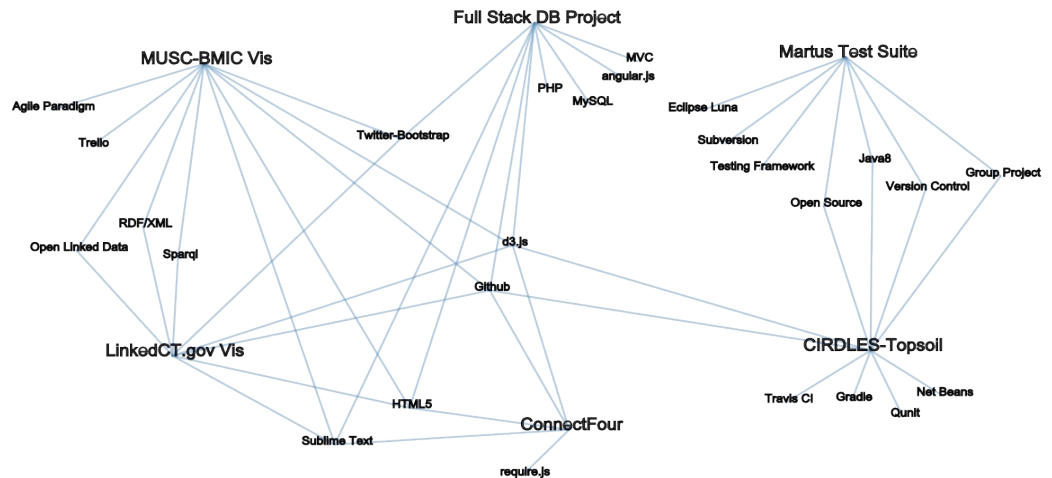 Full Stack DB Project
MUSC-BMIC Vis
Martus Test Suite
MVC
angular.js
PHP
MySQL
Agile Paradigm
Trello
Twitter-Bootstrap
Eclipse Luna
Subversion
Testing Framework
Java8
Group Project
Version Control
Open Source
RDF/XML
Open Linked Data
Sparql
d3.js
Github
LinkedCT.gov Vis
CIRDLES-Topsoil
HTML5
Travis CI
Gradle
Net Beans
Qunit
ConnectFour
Sublime Text
require.js